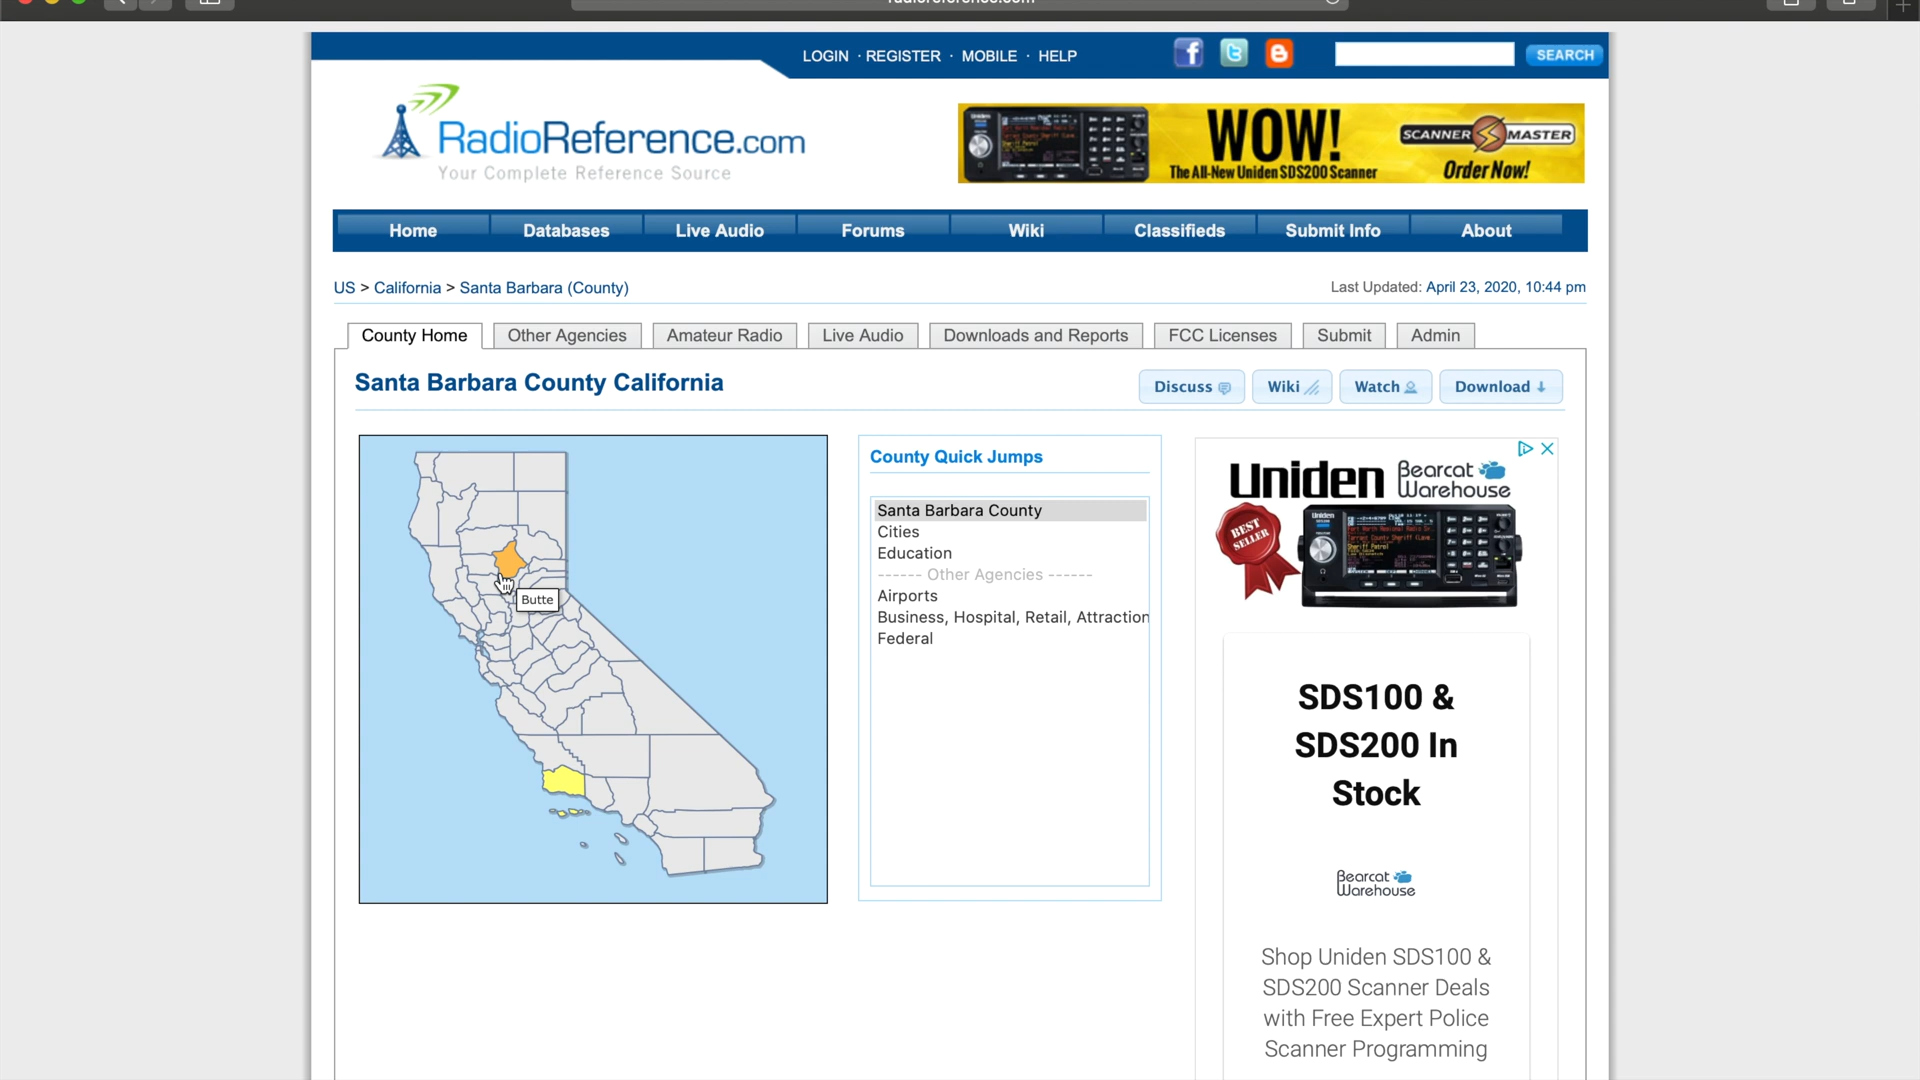 LOGIN · REGISTER · MOBILE · HELP
SEARCH
RadioReference.com
Your Complete Reference Source
WOW!
The All-New Uniden SDS200 Scanner
SCANNER MASTER
Order Now!
Home Databases Live Audio Forums Wiki Classifieds Submit Info About
US > California > Santa Barbara (County)
Last Updated: April 23, 2020, 10:44 pm
County Home Other Agencies Amateur Radio Live Audio Downloads and Reports FCC Licenses Submit Admin
Santa Barbara County California
Discuss Wiki Watch Download
Butte
County Quick Jumps
Santa Barbara County
Cities
Education
------ Other Agencies ------
Airports
Business, Hospital, Retail, Attraction
Federal
Uniden Bearcat Warehouse
BEST SELLER
SDS100 &
SDS200 In
Stock
Bearcat
Warehouse
Shop Uniden SDS100 &
SDS200 Scanner Deals
with Free Expert Police
Scanner Programming